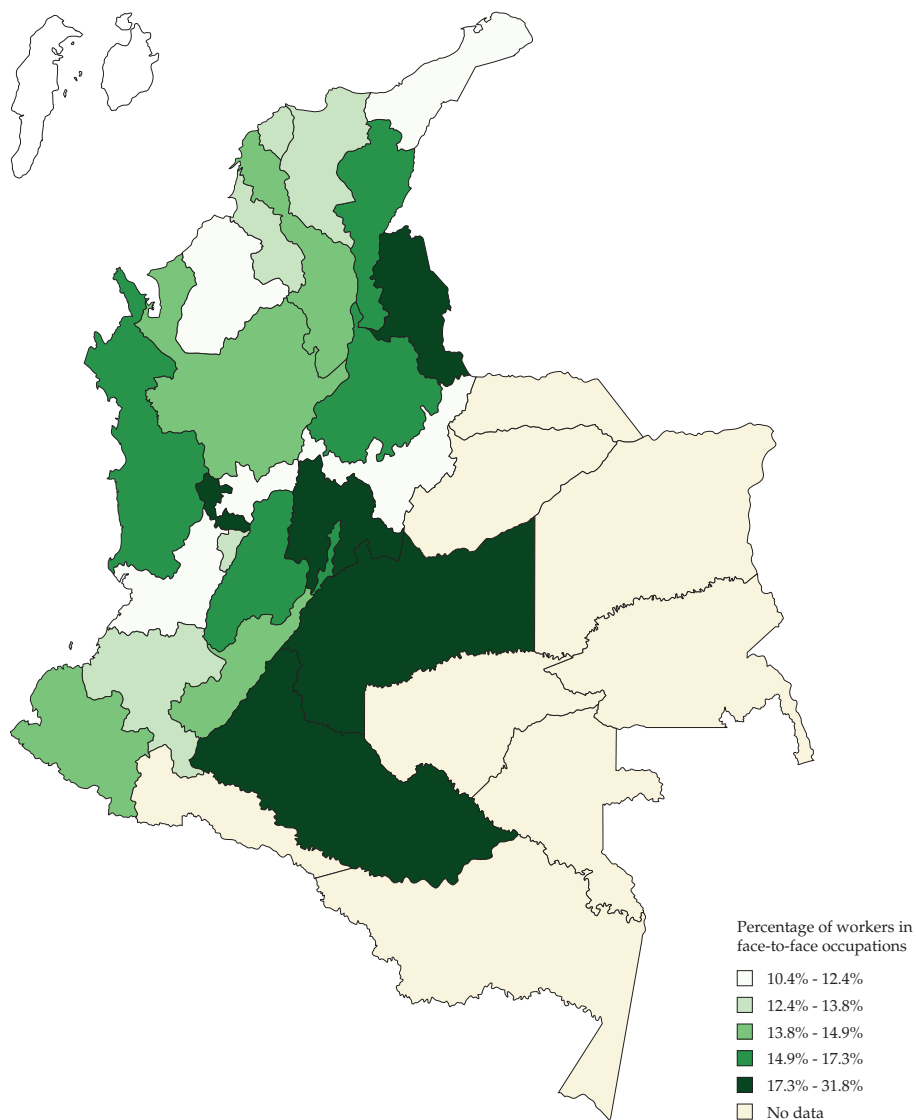 Percentage of workers in
face-to-face occupations
10.4% - 12.4%
12.4% - 13.8%
13.8% - 14.9%
14.9% - 17.3%
17.3% - 31.8%
No data